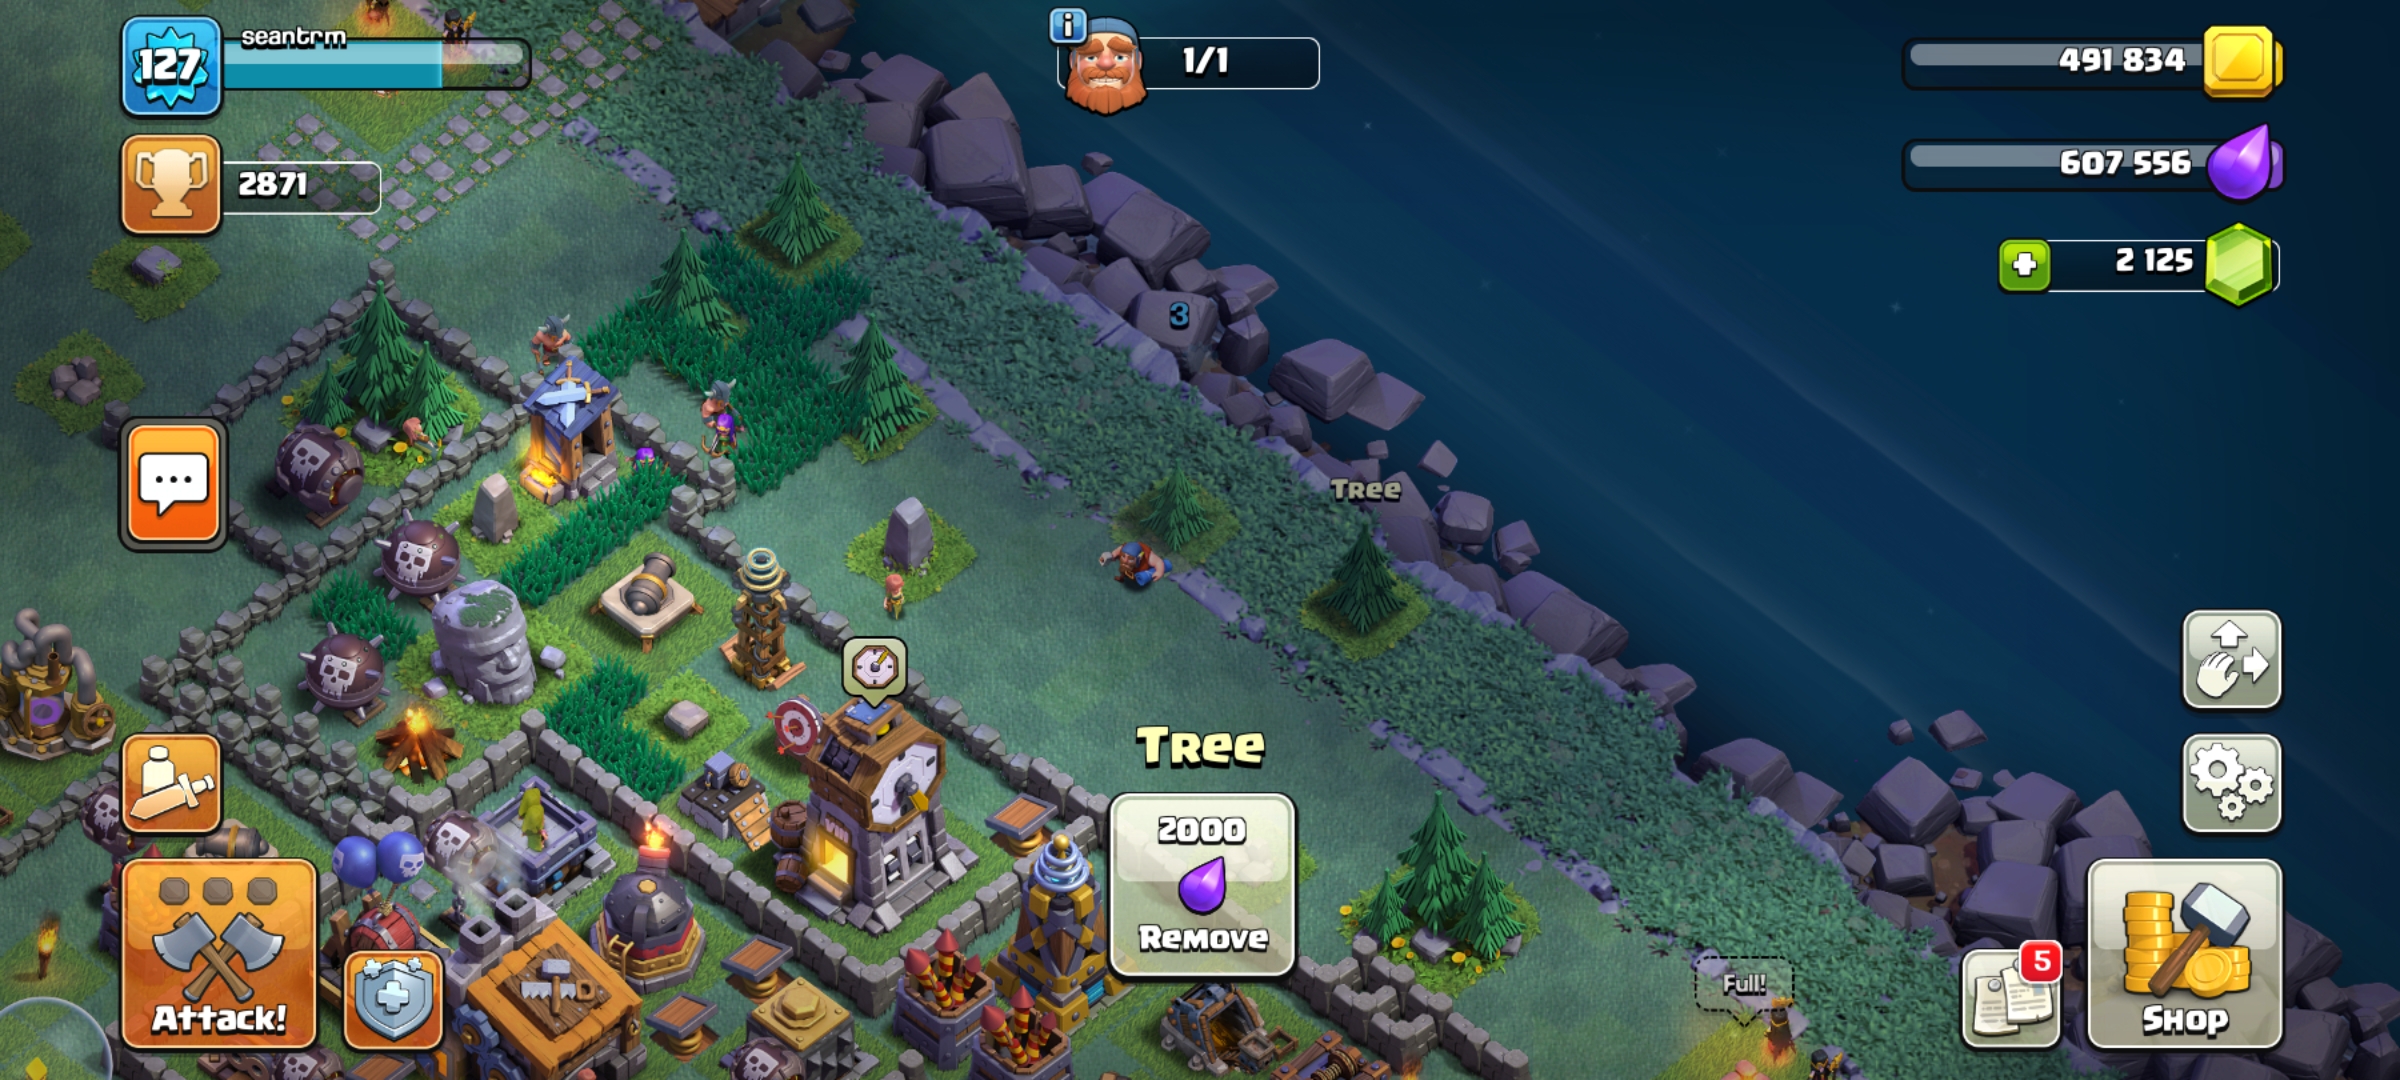 127
seantrm
i
1/1
491 834
2871
607 556
2 125
3
Tree
Tree
2000
Remove
Full!
5
Attack!
Shop